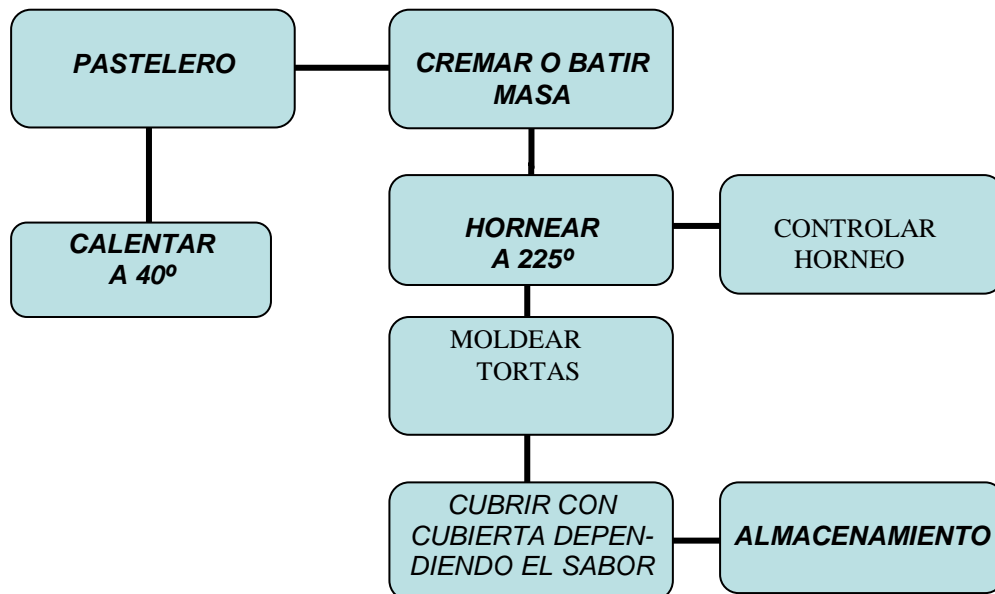 PASTELERO
CREMAR O BATIR
MASA
CALENTAR
A 40º
HORNEAR
A 225º
CONTROLAR
HORNEO
MOLDEAR
TORTAS
CUBRIR CON
CUBIERTA DEPEN-
DIENDO EL SABOR
ALMACENAMIENTO